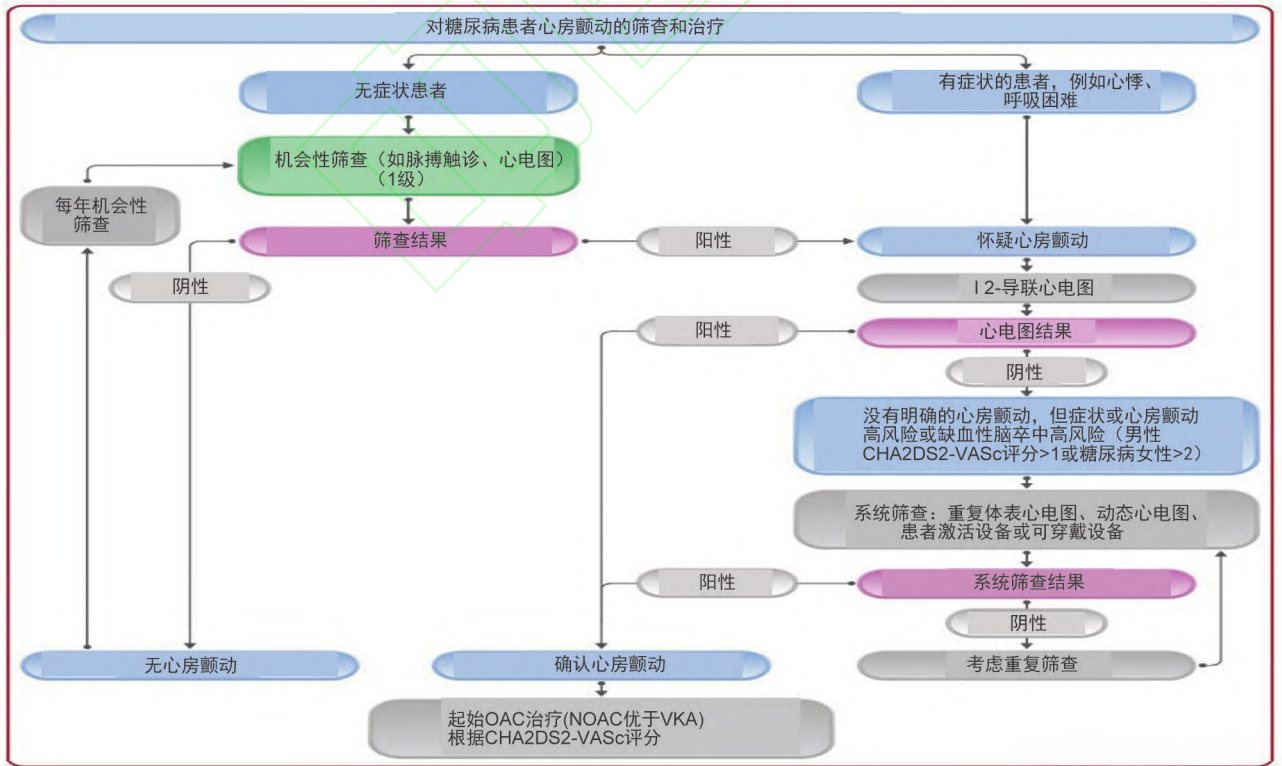 对糖尿病患者心房颤动的筛查和治疗
无症状患者
有症状的患者，例如心悸、
呼吸困难
机会性筛查（如脉搏触诊、心电图）
（1级）
每年机会性
筛查
筛查结果
阳性
怀疑心房颤动
阴性
I 2-导联心电图
阳性
心电图结果
阴性
没有明确的心房颤动，但症状或心房颤动
高风险或缺血性脑卒中高风险（男性
CHA2DS2-VASc评分>1或糖尿病女性>2）
系统筛查：重复体表心电图、动态心电图、
患者激活设备或可穿戴设备
阳性
系统筛查结果
阴性
无心房颤动
确认心房颤动
考虑重复筛查
起始OAC治疗(NOAC优于VKA)
根据CHA2DS2-VASc评分